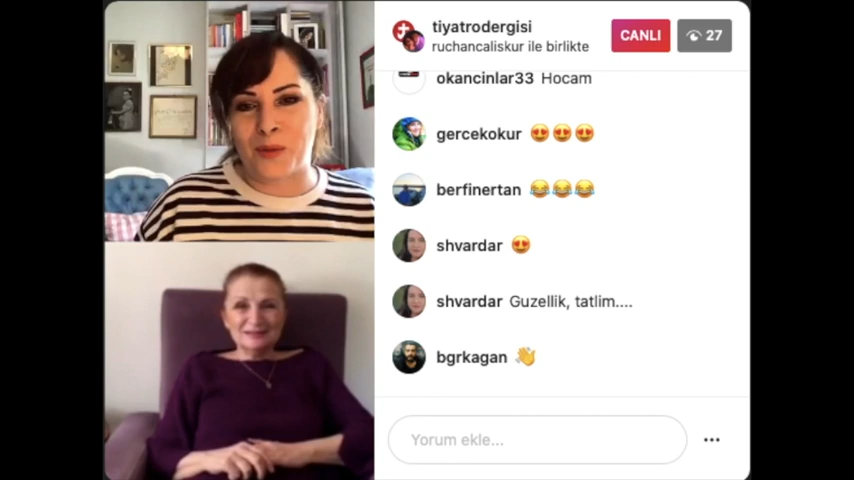 tiyatrodergisi
ruchancaliskur ile birlikte
CANLI
27
okancinlar33 Hocam
gercekokur 😍😍😍
berfinertan 😂😂😂
shvardar 😍
shvardar Guzellik, tatlim....
bgrkagan 👏
Yorum ekle...